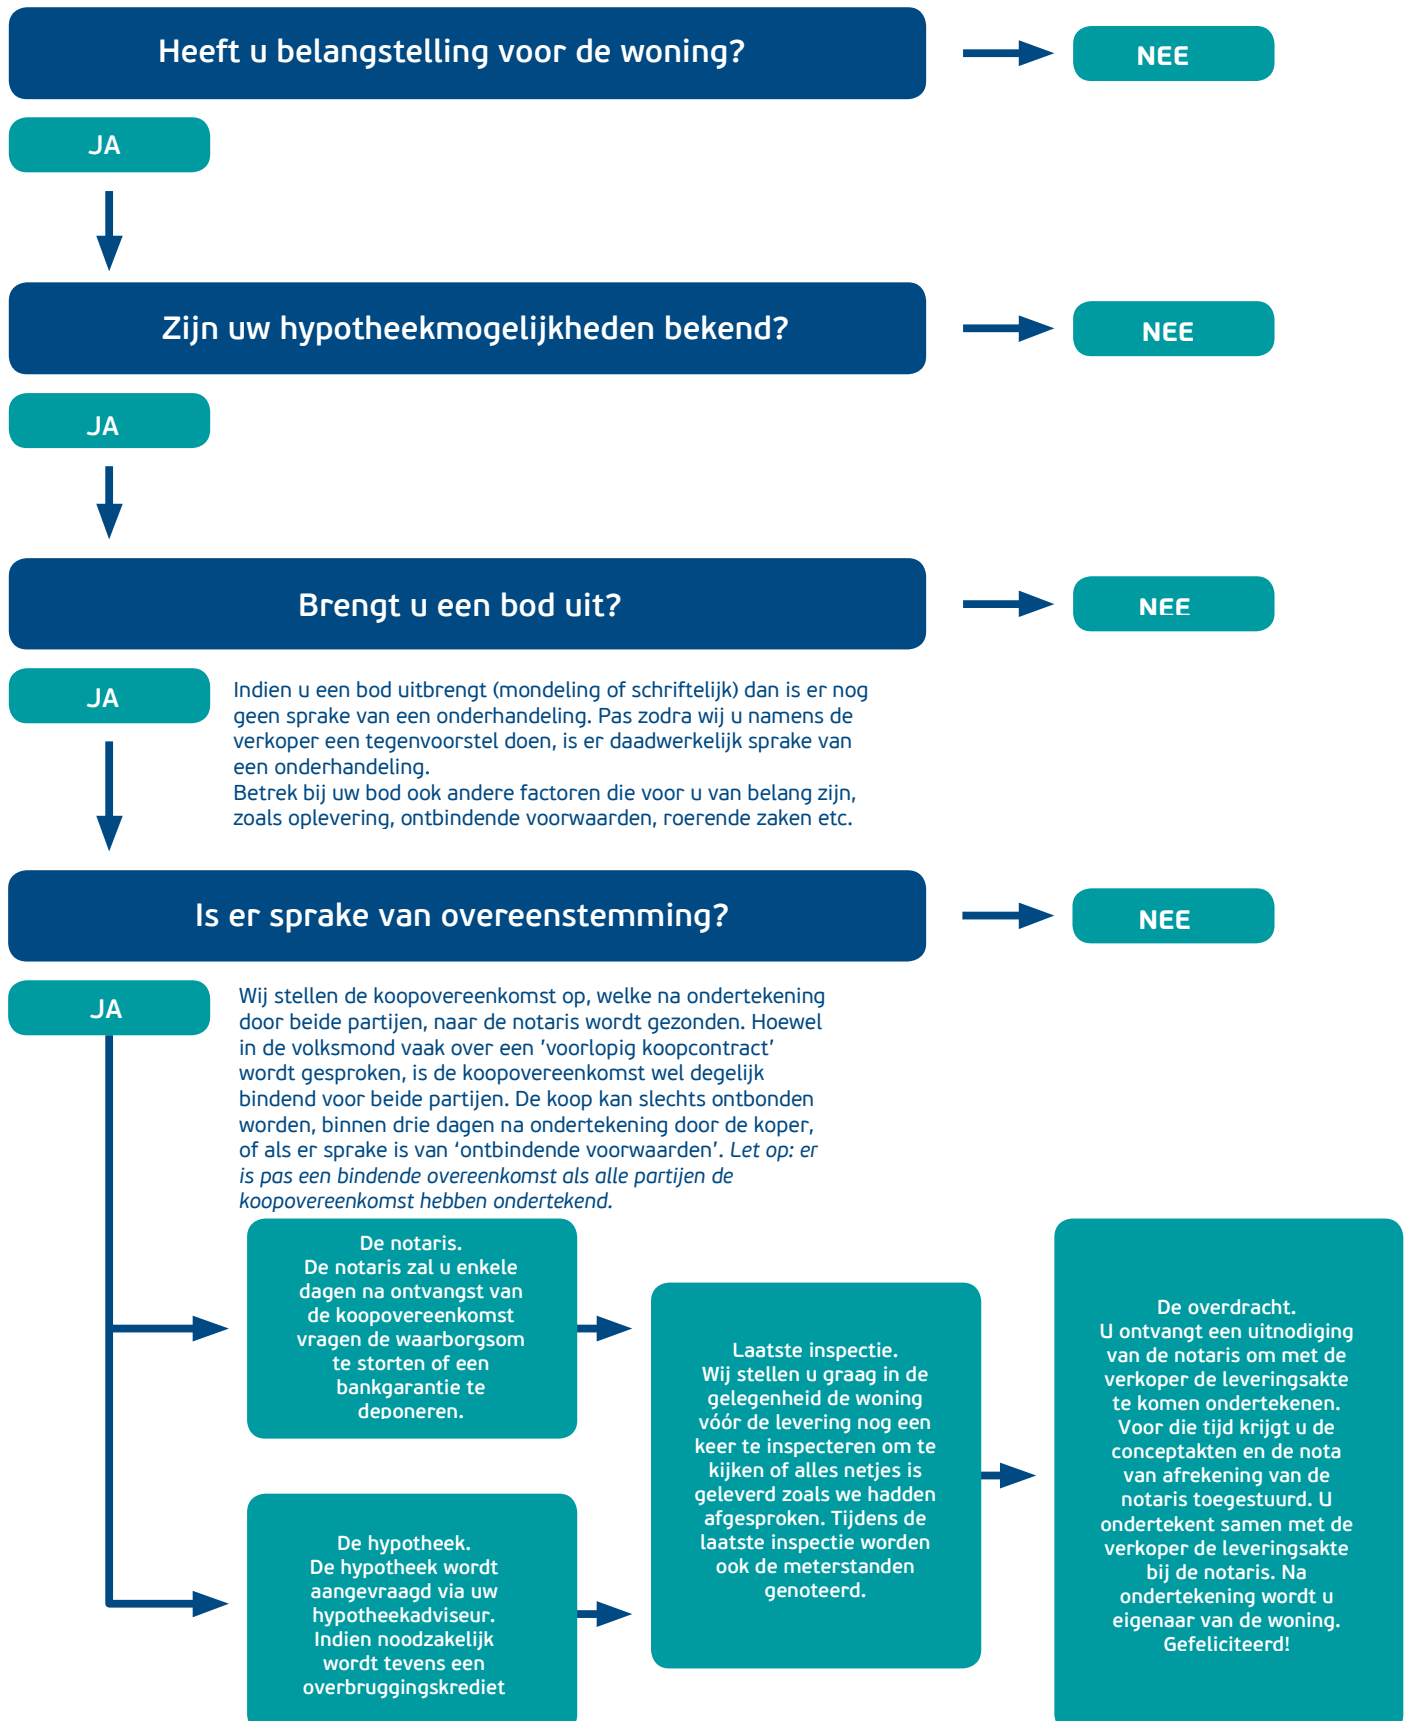 Heeft u belangstelling voor de woning?
NEE
JA
Zijn uw hypotheekmogelijkheden bekend?
NEE
JA
Brengt u een bod uit?
NEE
JA
Indien u een bod uitbrengt (mondeling of schriftelijk) dan is er nog
geen sprake van een onderhandeling. Pas zodra wij u namens de
verkoper een tegenvoorstel doen, is er daadwerkelijk sprake van
een onderhandeling.
Betrek bij uw bod ook andere factoren die voor u van belang zijn,
zoals oplevering, ontbindende voorwaarden, roerende zaken etc.
Is er sprake van overeenstemming?
NEE
JA
Wij stellen de koopovereenkomst op, welke na ondertekening
door beide partijen, naar de notaris wordt gezonden. Hoewel
in de volksmond vaak over een ’voorlopig koopcontract’
wordt gesproken, is de koopovereenkomst wel degelijk
bindend voor beide partijen. De koop kan slechts ontbonden
worden, binnen drie dagen na ondertekening door de koper,
of als er sprake is van ‘ontbindende voorwaarden’. Let op: er
is pas een bindende overeenkomst als alle partijen de
koopovereenkomst hebben ondertekend.
De notaris.
De notaris zal u enkele
dagen na ontvangst van
de koopovereenkomst
vragen de waarborgsom
te storten of een
bankgarantie te
deponeren.
De hypotheek.
De hypotheek wordt
aangevraagd via uw
hypotheekadviseur.
Indien noodzakelijk
wordt tevens een
overbruggingskrediet
Laatste inspectie.
Wij stellen u graag in de
gelegenheid de woning
vóór de levering nog een
keer te inspecteren om te
kijken of alles netjes is
geleverd zoals we hadden
afgesproken. Tijdens de
laatste inspectie worden
ook de meterstanden
genoteerd.
De overdracht.
U ontvangt een uitnodiging
van de notaris om met de
verkoper de leveringsakte
te komen ondertekenen.
Voor die tijd krijgt u de
conceptakten en de nota
van afrekening van de
notaris toegestuurd. U
ondertekent samen met de
verkoper de leveringsakte
bij de notaris. Na
ondertekening wordt u
eigenaar van de woning.
Gefeliciteerd!